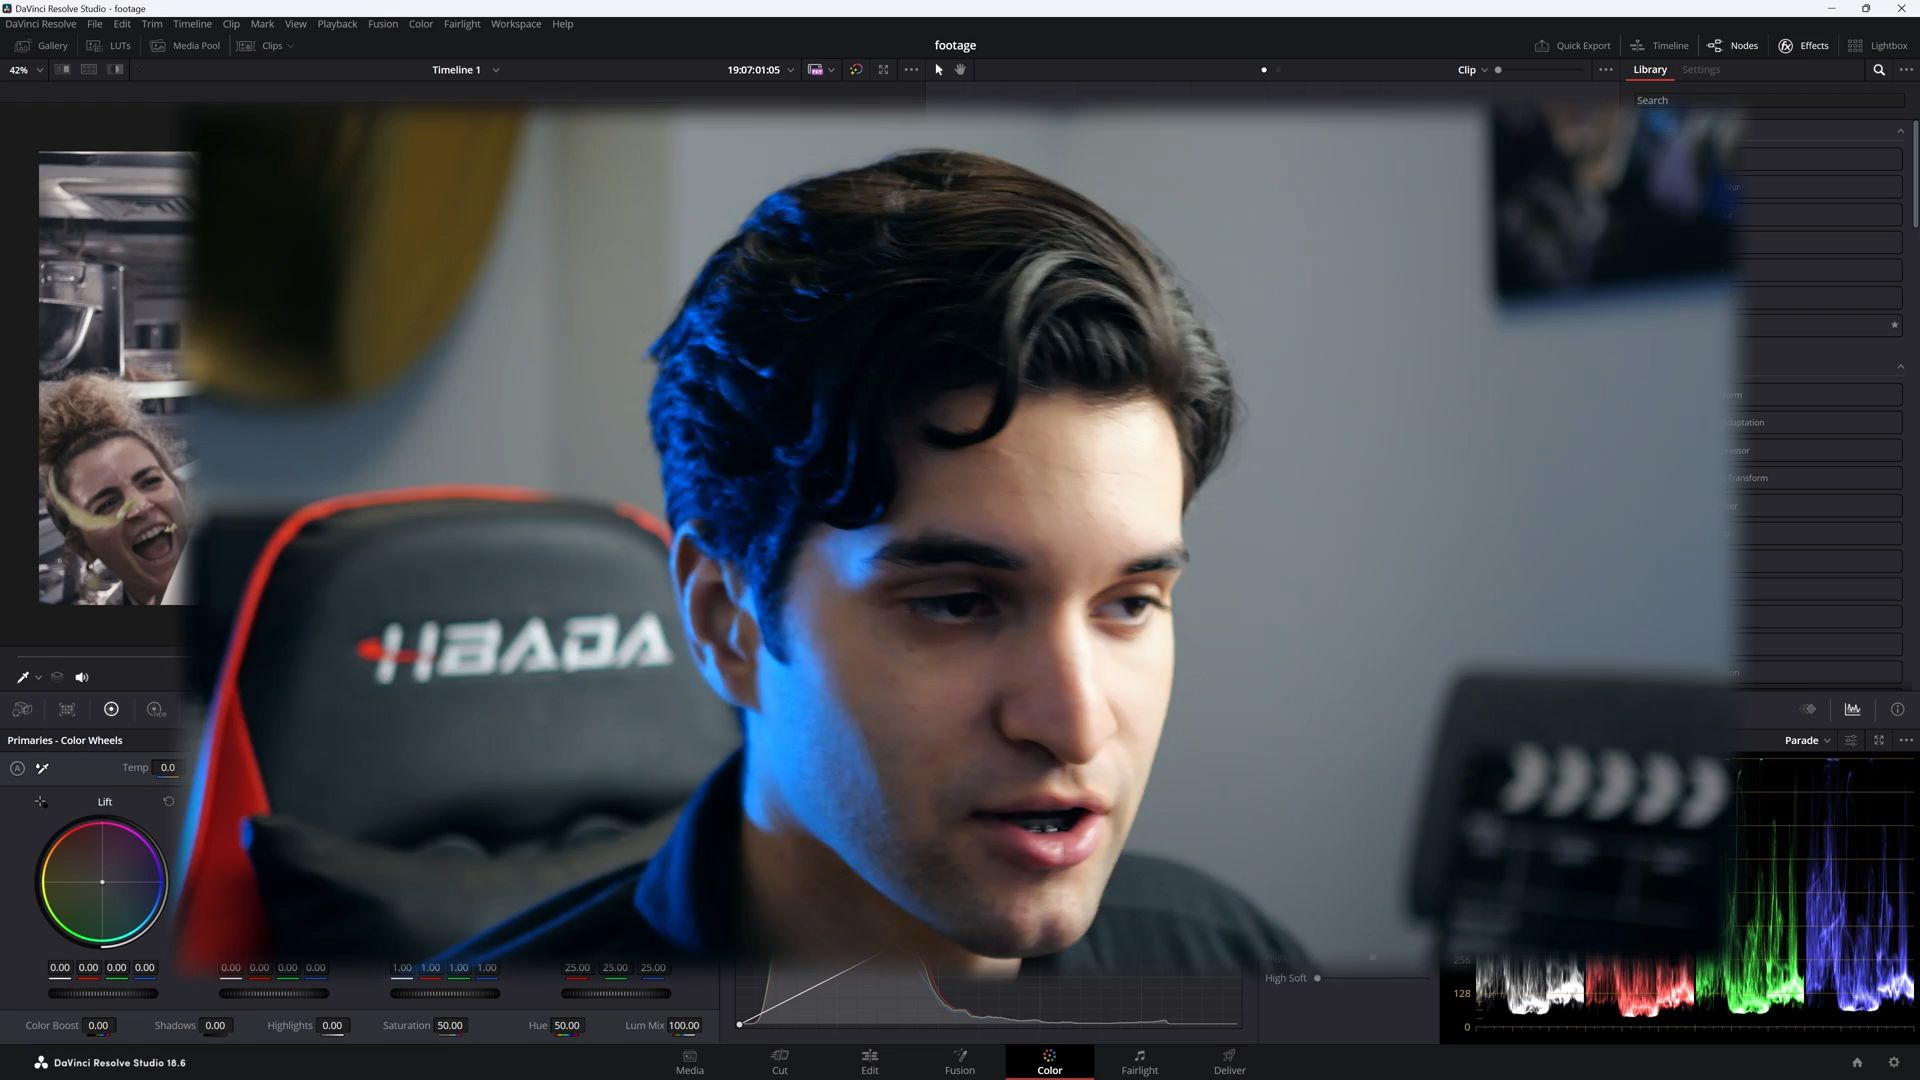 DaVinci Resolve Studio - footage
DaVinci Resolve File Edit Trim Timeline Clip Mark View Playback Fusion Color Fairlight Workspace Help
Gallery LUTs Media Pool Clips footage Quick Export Timeline Nodes Effects Lightbox
42% Timeline 1 19:07:01:05 Clip Library Settings
Search
HBADA
Transform
Primaries - Color Wheels Parade
Temp 0.0
Lift
0.00 0.00 0.00 0.00 0.00 0.00 0.00 0.00 1.00 1.00 1.00 1.00 25.00 25.00 25.00
256
High Soft
128
0
Color Boost 0.00 Shadows 0.00 Highlights 0.00 Saturation 50.00 Hue 50.00 Lum Mix 100.00
DaVinci Resolve Studio 18.6
Media Cut Edit Fusion Color Fairlight Deliver